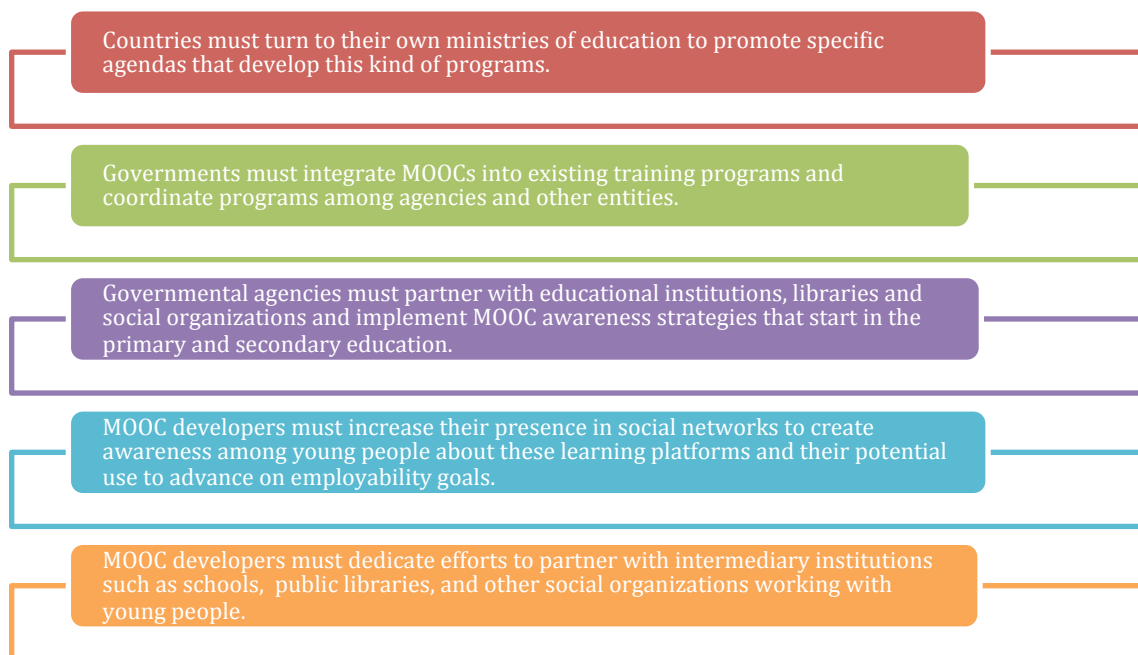 Countries must turn to their own ministries of education to promote specific
agendas that develop this kind of programs.
Governments must integrate MOOCs into existing training programs and
coordinate programs among agencies and other entities.
Governmental agencies must partner with educational institutions, libraries and
social organizations and implement MOOC awareness strategies that start in the
primary and secondary education.
MOOC developers must increase their presence in social networks to create
awareness among young people about these learning platforms and their potential
use to advance on employability goals.
MOOC developers must dedicate efforts to partner with intermediary institutions
such as schools,  public libraries, and other social organizations working with
young people.